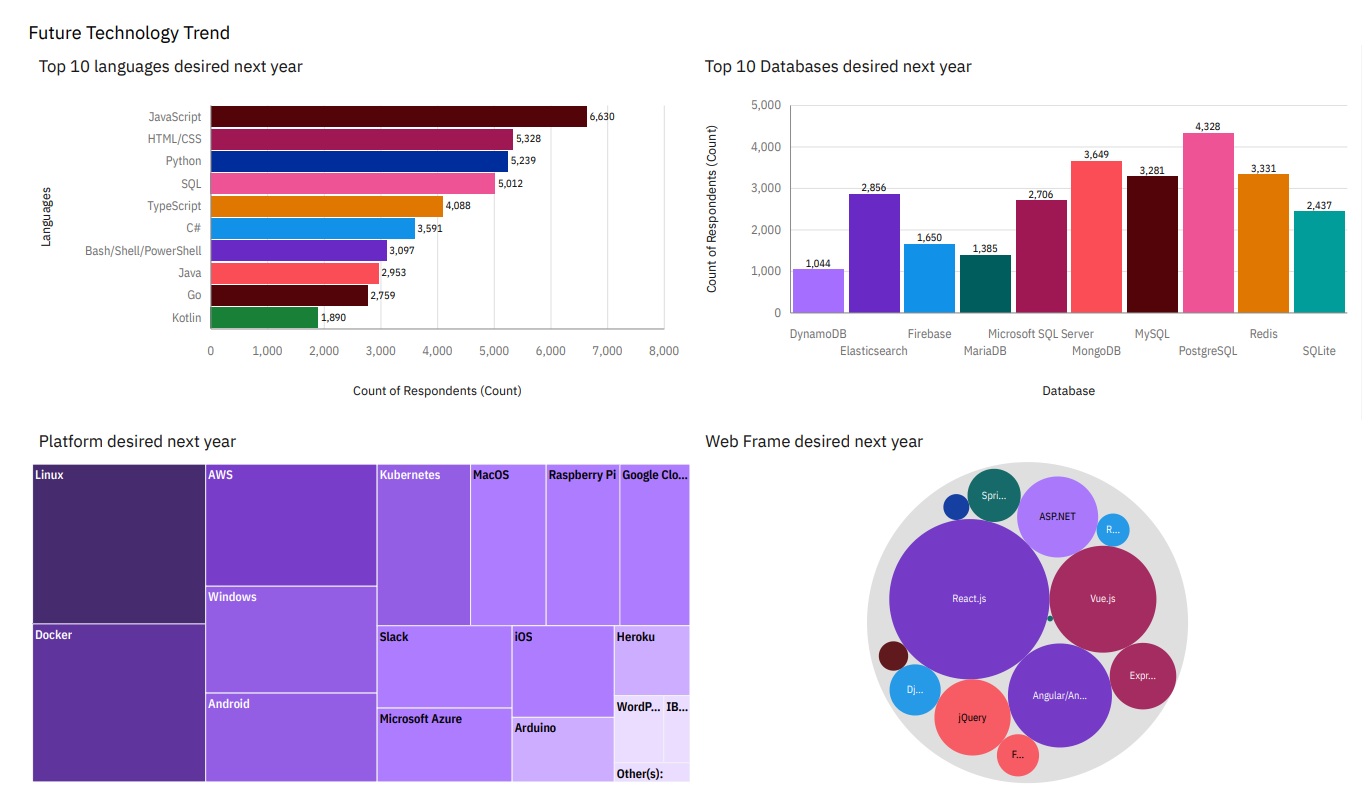 Future Technology Trend
Top 10 languages desired next year
Languages
JavaScript 6,630
HTML/CSS 5,328
Python 5,239
SQL 5,012
TypeScript 4,088
C# 3,591
Bash/Shell/PowerShell 3,097
Java 2,953
Go 2,759
Kotlin 1,890
0 1,000 2,000 3,000 4,000 5,000 6,000 7,000 8,000
Count of Respondents (Count)
Top 10 Databases desired next year
Count of Respondents (Count)
5,000
4,000
3,000
2,000
1,000
0
1,044 2,856 1,650 1,385 2,706 3,649 3,281 4,328 3,331 2,437
DynamoDB Firebase Microsoft SQL Server MySQL Redis
Elasticsearch MariaDB MongoDB PostgreSQL SQLite
Database
Platform desired next year
Linux AWS Kubernetes MacOS Raspberry Pi Google Clo...
Windows
Docker Slack iOS Heroku
Android WordP... IB...
Microsoft Azure Arduino
Other(s):
Web Frame desired next year
Spri...
ASP.NET
R...
React.js Vue.js
Expr...
Dj... Angular/An...
jQuery
F...